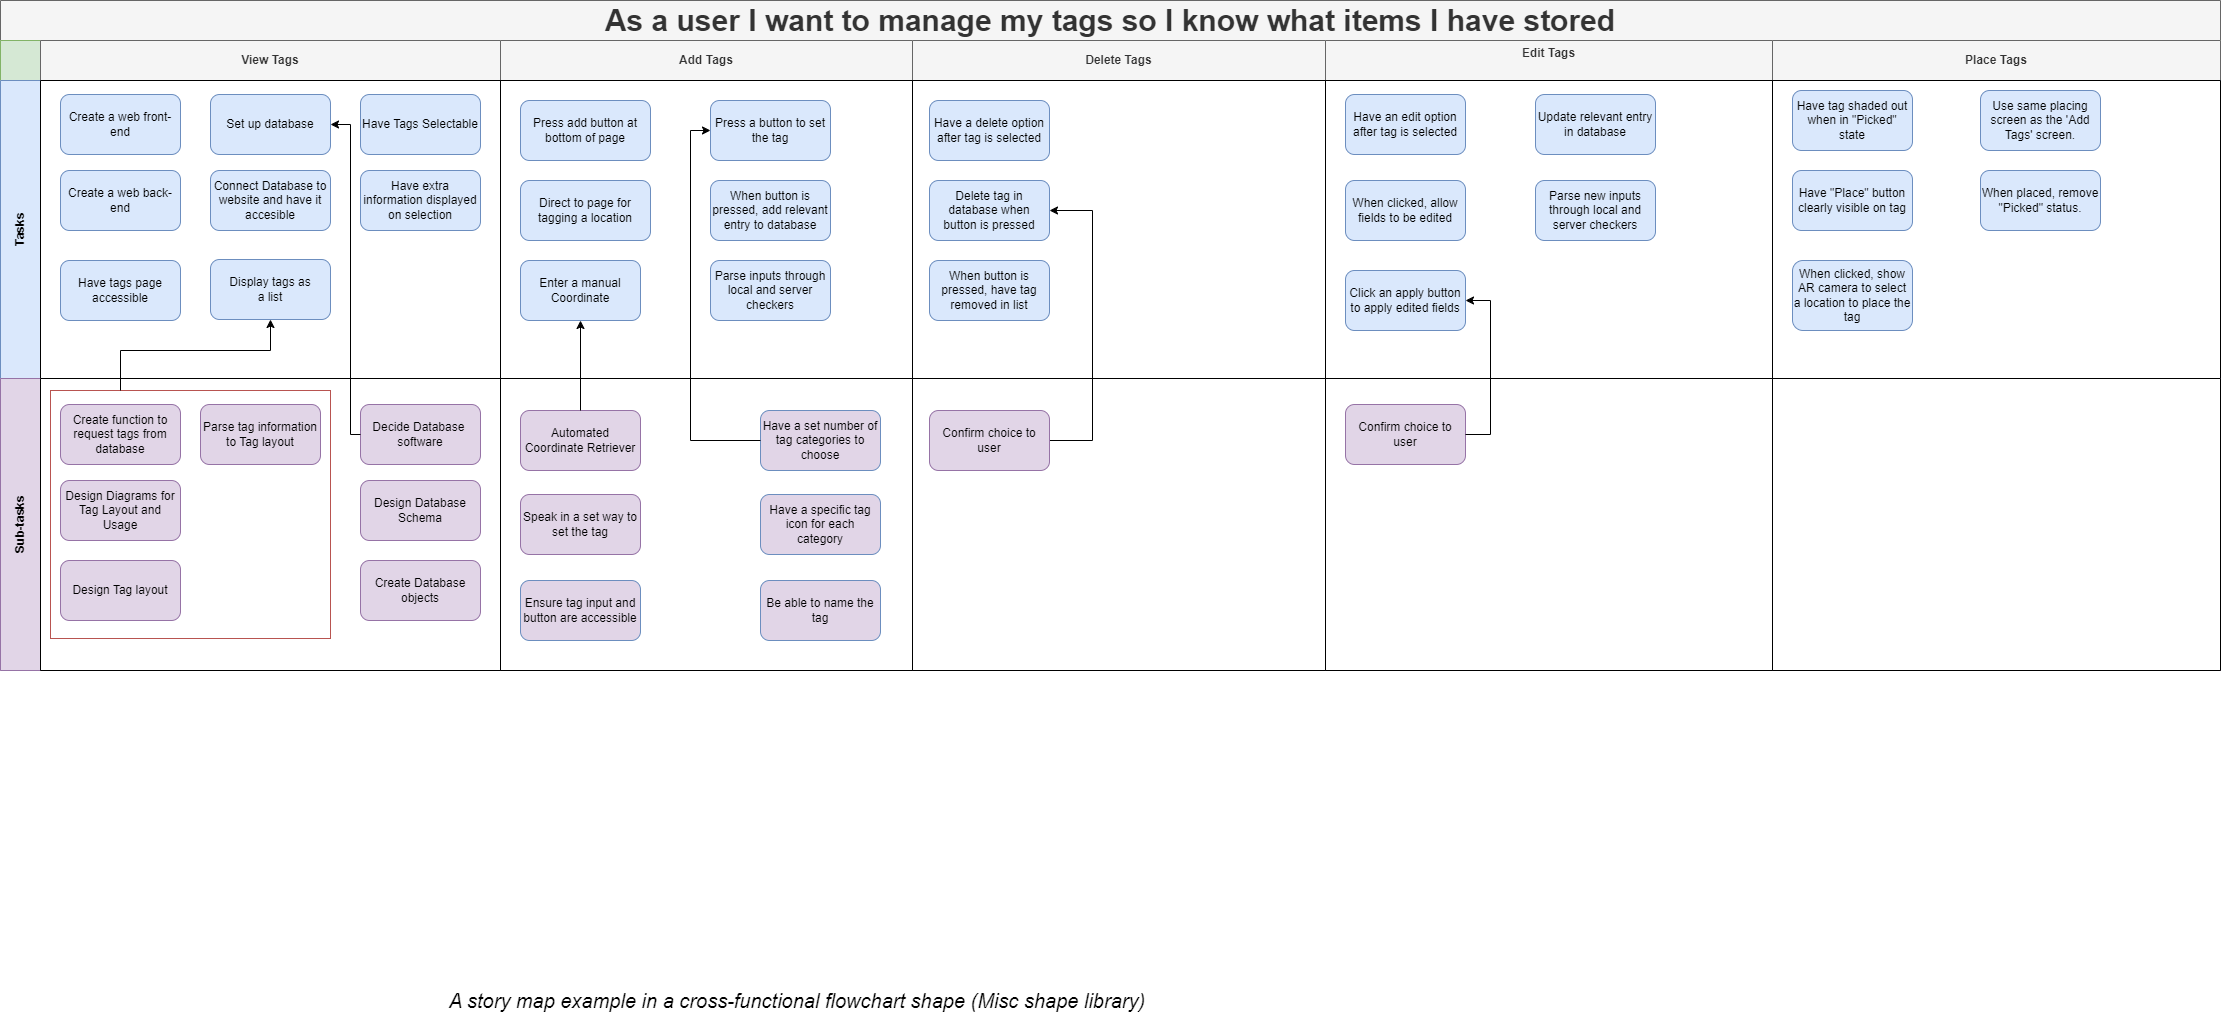 As a user I want to manage my tags so I know what items I have stored
View Tags
Add Tags
Delete Tags
Edit Tags
Place Tags
Tasks
Create a web front-
end
Set up database
Have Tags Selectable
Create a web back-
end
Connect Database to
website and have it
accesible
Have extra
information displayed
on selection
Have tags page
accessible
Display tags as
a list
Press add button at
bottom of page
Press a button to set
the tag
Direct to page for
tagging a location
When button is
pressed, add relevant
entry to database
Enter a manual
Coordinate
Parse inputs through
local and server
checkers
Have a delete option
after tag is selected
Delete tag in
database when
button is pressed
When button is
pressed, have tag
removed in list
Have an edit option
after tag is selected
Update relevant entry
in database
When clicked, allow
fields to be edited
Parse new inputs
through local and
server checkers
Click an apply button
to apply edited fields
Have tag shaded out
when in "Picked"
state
Use same placing
screen as the 'Add
Tags' screen.
Have "Place" button
clearly visible on tag
When placed, remove
"Picked" status.
When clicked, show
AR camera to select
a location to place the
tag
Sub-tasks
Create function to
request tags from
database
Parse tag information
to Tag layout
Decide Database
software
Design Diagrams for
Tag Layout and
Usage
Design Database
Schema
Design Tag layout
Create Database
objects
Automated
Coordinate Retriever
Have a set number of
tag categories to
choose
Speak in a set way to
set the tag
Have a specific tag
icon for each
category
Ensure tag input and
button are accessible
Be able to name the
tag
Confirm choice to
user
Confirm choice to
user
A story map example in a cross-functional flowchart shape (Misc shape library)